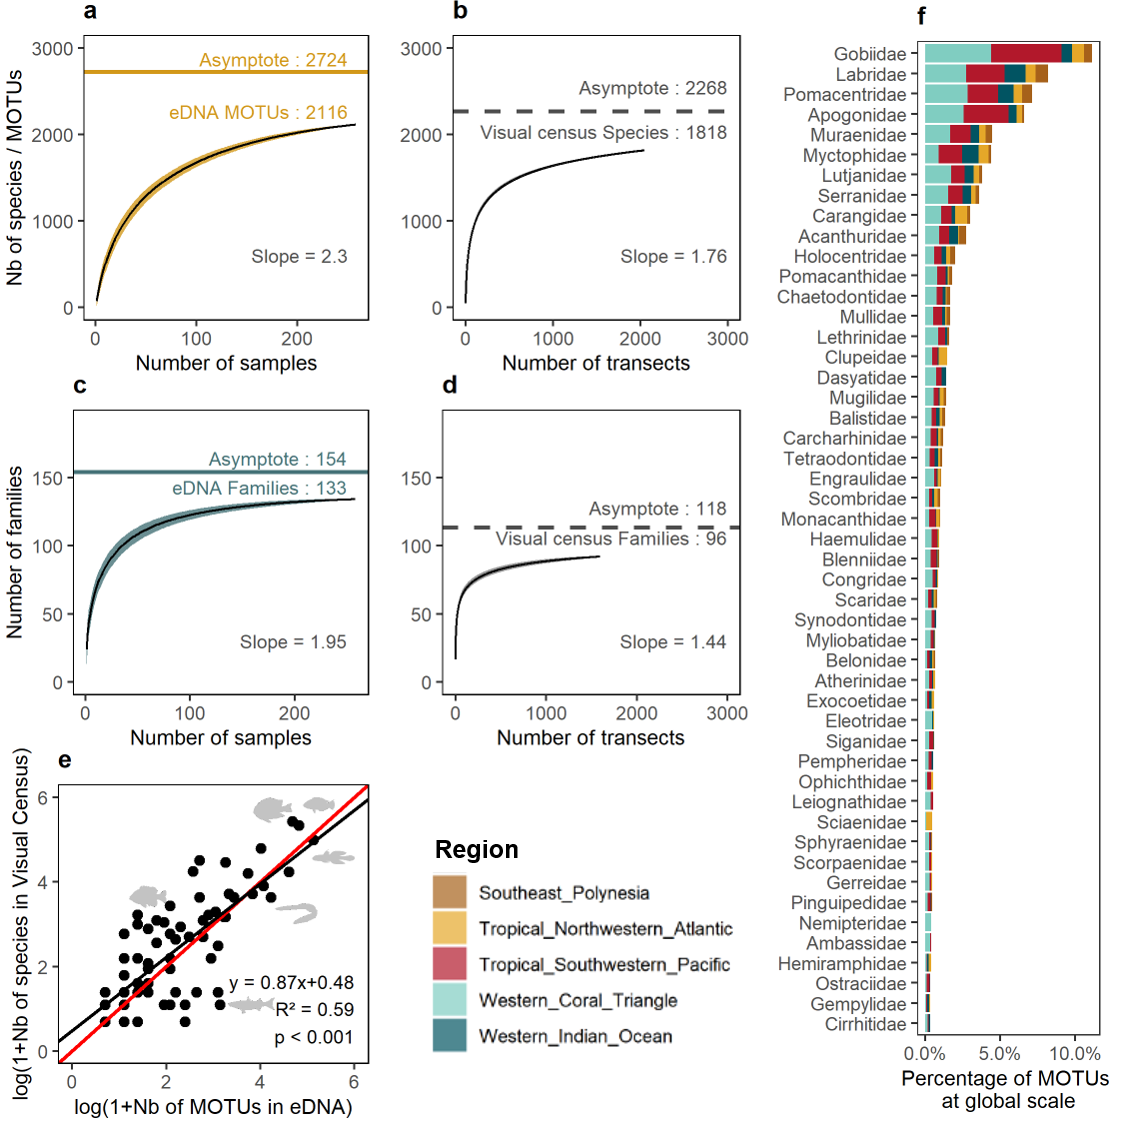 a
Nb of species / MOTUs
3000
2000
1000
0
Asymptote : 2724
eDNA MOTUs : 2116
Slope = 2.3
0 100 200
Number of samples
b
3000
2000
1000
0
Asymptote : 2268
Visual census Species : 1818
Slope = 1.76
0 1000 2000 3000
Number of transects
c
Number of families
150
100
50
0
Asymptote : 154
eDNA Families : 133
Slope = 1.95
0 100 200
Number of samples
d
150
100
50
0
Asymptote : 118
Visual census Families : 96
Slope = 1.44
0 1000 2000 3000
Number of transects
e
log(1+Nb of species in Visual Census)
6
4
2
0
y = 0.87x+0.48
R² = 0.59
p < 0.001
0 2 4 6
log(1+Nb of MOTUs in eDNA)
Region
Southeast_Polynesia
Tropical_Northwestern_Atlantic
Tropical_Southwestern_Pacific
Western_Coral_Triangle
Western_Indian_Ocean
f
Gobiidae
Labridae
Pomacentridae
Apogonidae
Muraenidae
Myctophidae
Lutjanidae
Serranidae
Carangidae
Acanthuridae
Holocentridae
Pomacanthidae
Chaetodontidae
Mullidae
Lethrinidae
Clupeidae
Dasyatidae
Mugilidae
Balistidae
Carcharhinidae
Tetraodontidae
Engraulidae
Scombridae
Monacanthidae
Haemulidae
Blenniidae
Congridae
Scaridae
Synodontidae
Myliobatidae
Belonidae
Atherinidae
Exocoetidae
Eleotridae
Siganidae
Pempheridae
Ophichthidae
Leiognathidae
Sciaenidae
Sphyraenidae
Scorpaenidae
Gerreidae
Pinguipedidae
Nemipteridae
Ambassidae
Hemiramphidae
Ostraciidae
Gempylidae
Cirrhitidae
0.0% 5.0% 10.0%
Percentage of MOTUs
at global scale